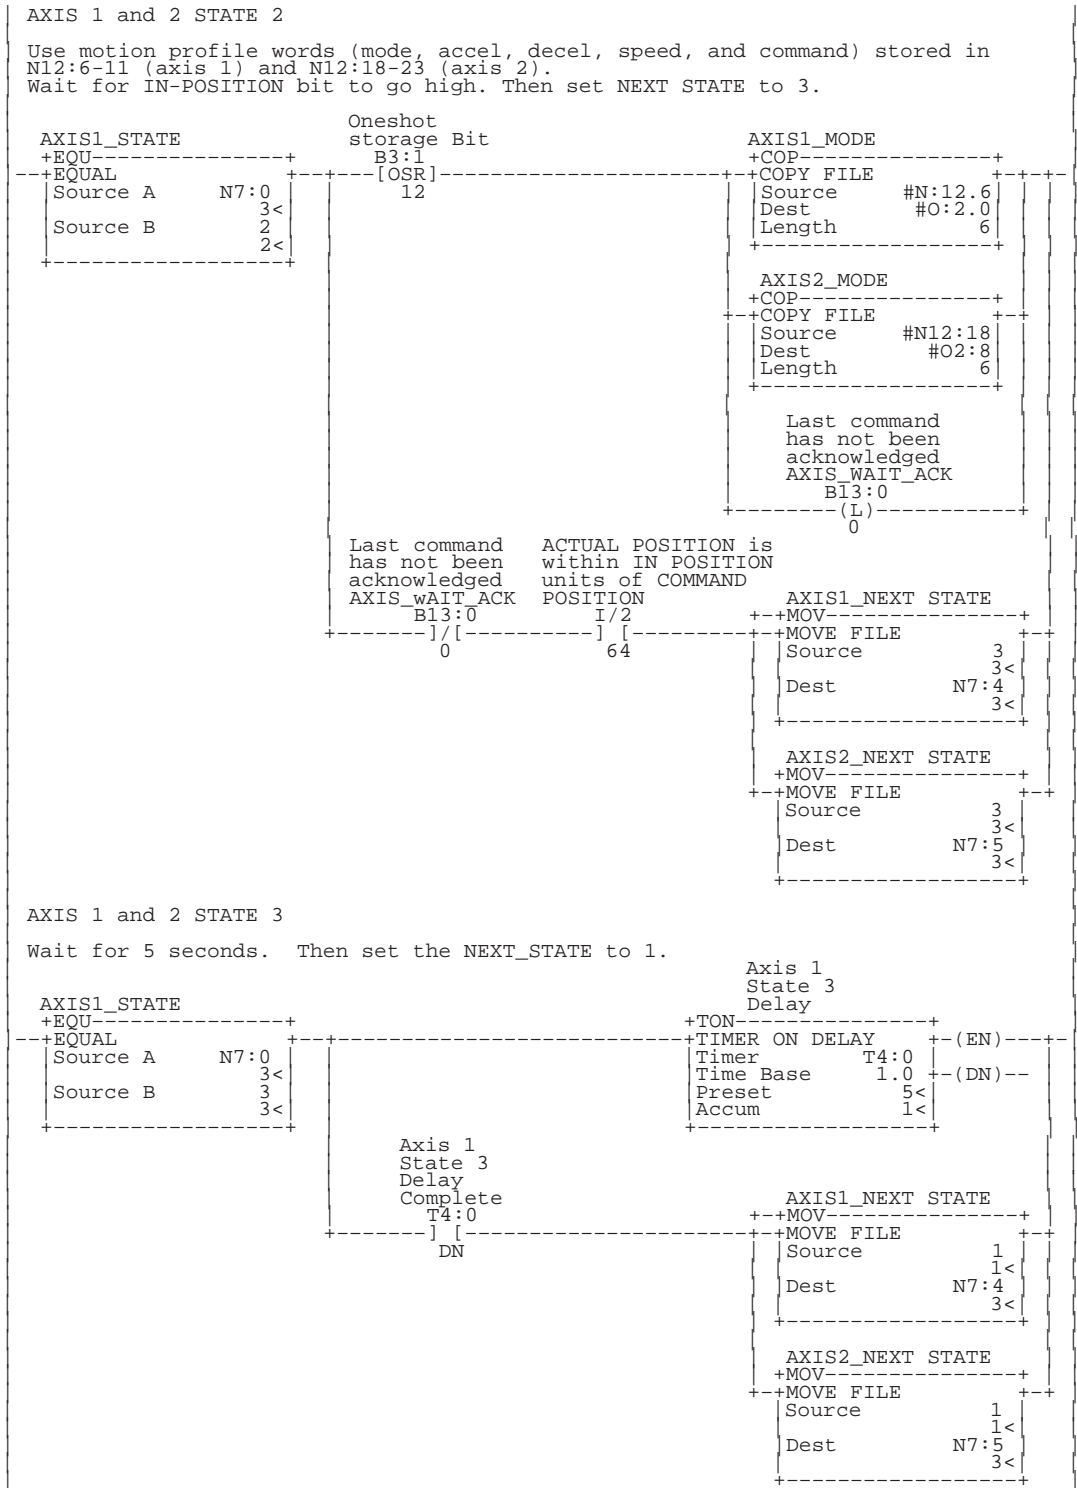 AXIS 1 and 2 STATE 2
Use motion profile words (mode, accel, decel, speed, and command) stored in
N12:6-11 (axis 1) and N12:18-23 (axis 2).
Wait for IN-POSITION bit to go high. Then set NEXT STATE to 3.
Oneshot
AXIS1_STATE storage Bit AXIS1_MODE
+EQU---------------+ B3:1 +COP---------------+
--+EQUAL +--+---[OSR]----------------------+-+COPY FILE +-+-+-
Source A N7:0 12 Source #N:12.6
3< Dest #O:2.0
Source B 2 Length 6
2< +------------------+
+------------------+
AXIS2_MODE
+COP---------------+
+-+COPY FILE +-+
Source #N12:18
Dest #O2:8
Length 6
+------------------+
Last command
has not been
acknowledged
AXIS_WAIT_ACK
B13:0
+--------(L)-----------+
0
Last command ACTUAL POSITION is
has not been within IN POSITION
acknowledged units of COMMAND
AXIS_wAIT_ACK POSITION AXIS1_NEXT STATE
B13:0 I/2 +-+MOV---------------+
+-------]/[----------] [---------+-+MOVE FILE +-+
0 64 Source 3
3<
Dest N7:4
3<
+------------------+
AXIS2_NEXT STATE
+MOV---------------+
+-+MOVE FILE +-+
Source 3
3<
Dest N7:5
3<
+------------------+
AXIS 1 and 2 STATE 3
Wait for 5 seconds. Then set the NEXT_STATE to 1.
Axis 1
State 3
AXIS1_STATE Delay
+EQU---------------+ +TON---------------+
--+EQUAL +--+---------------------------+TIMER ON DELAY +-(EN)---+-
Source A N7:0 Timer T4:0
3< Time Base 1.0 +-(DN)--
Source B 3 Preset 5<
3< Accum 1<
+------------------+ +------------------+
Axis 1
State 3
Delay
Complete AXIS1_NEXT STATE
T4:0 +-+MOV---------------+
+-------] [----------------------+-+MOVE FILE +-+
DN Source 1
1<
Dest N7:4
3<
+------------------+
AXIS2_NEXT STATE
+MOV---------------+
+-+MOVE FILE +-+
Source 1
1<
Dest N7:5
3<
+------------------+